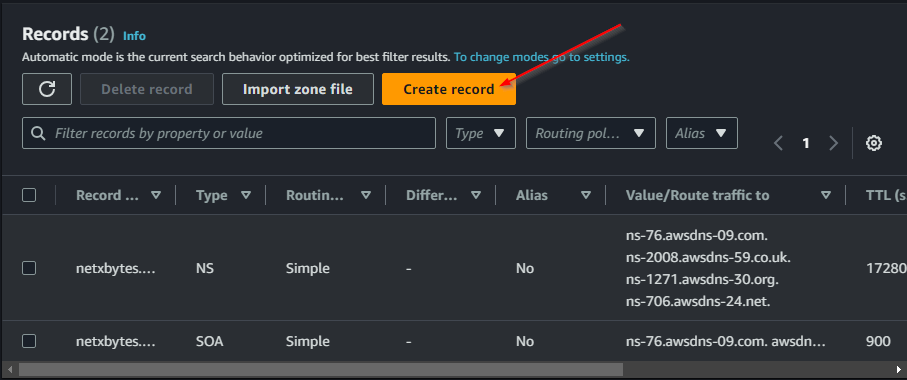 Records (2) Info
Automatic mode is the current search behavior optimized for best filter results. To change modes go to settings.
Delete record Import zone file Create record
Filter records by property or value Type Routing pol... Alias 1
Record ... Type Routin... Differ... Alias Value/Route traffic to TTL (s
netxbytes.... NS Simple - No ns-76.awsdns-09.com.
ns-2008.awsdns-59.co.uk.
ns-1271.awsdns-30.org.
ns-706.awsdns-24.net. 17280
netxbytes.... SOA Simple - No ns-76.awsdns-09.com. awsdn... 900